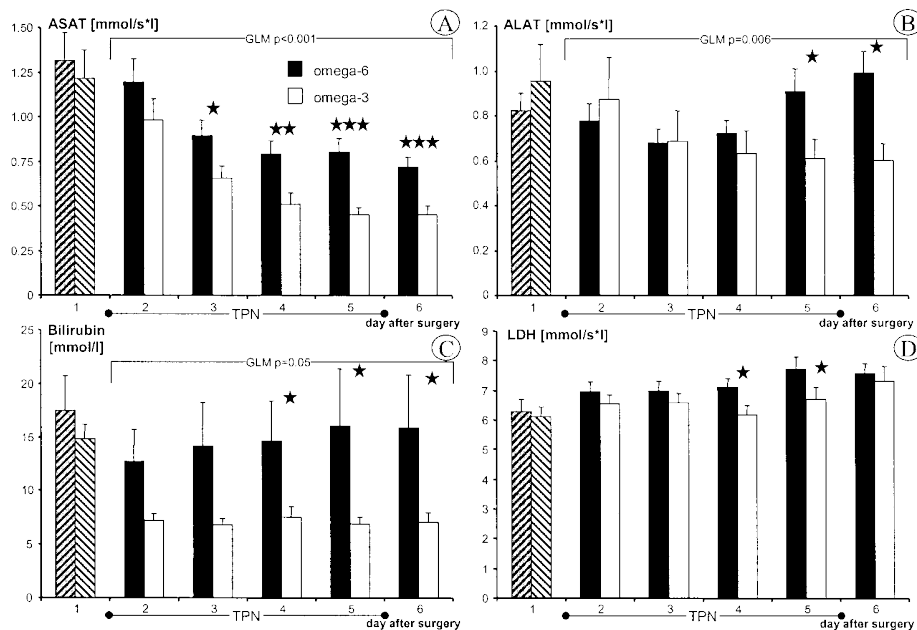 ASAT [mmol/s*l]
A
GLM p<0.001
omega-6
omega-3
1.50
1.25
1.00
0.75
0.50
0.25
0.00
1 2 3 4 5 6
TPN
day after surgery
ALAT [mmol/s*l]
B
GLM p=0.006
1.2
1.0
0.8
0.6
0.4
0.2
0
1 2 3 4 5 6
TPN
day after surgery
Bilirubin
[mmol/l]
C
GLM p=0.05
25
20
15
10
5
0
1 2 3 4 5 6
TPN
day after surgery
LDH [mmol/s*l]
D
9
8
7
6
5
4
3
2
1
0
1 2 3 4 5 6
TPN
day after surgery